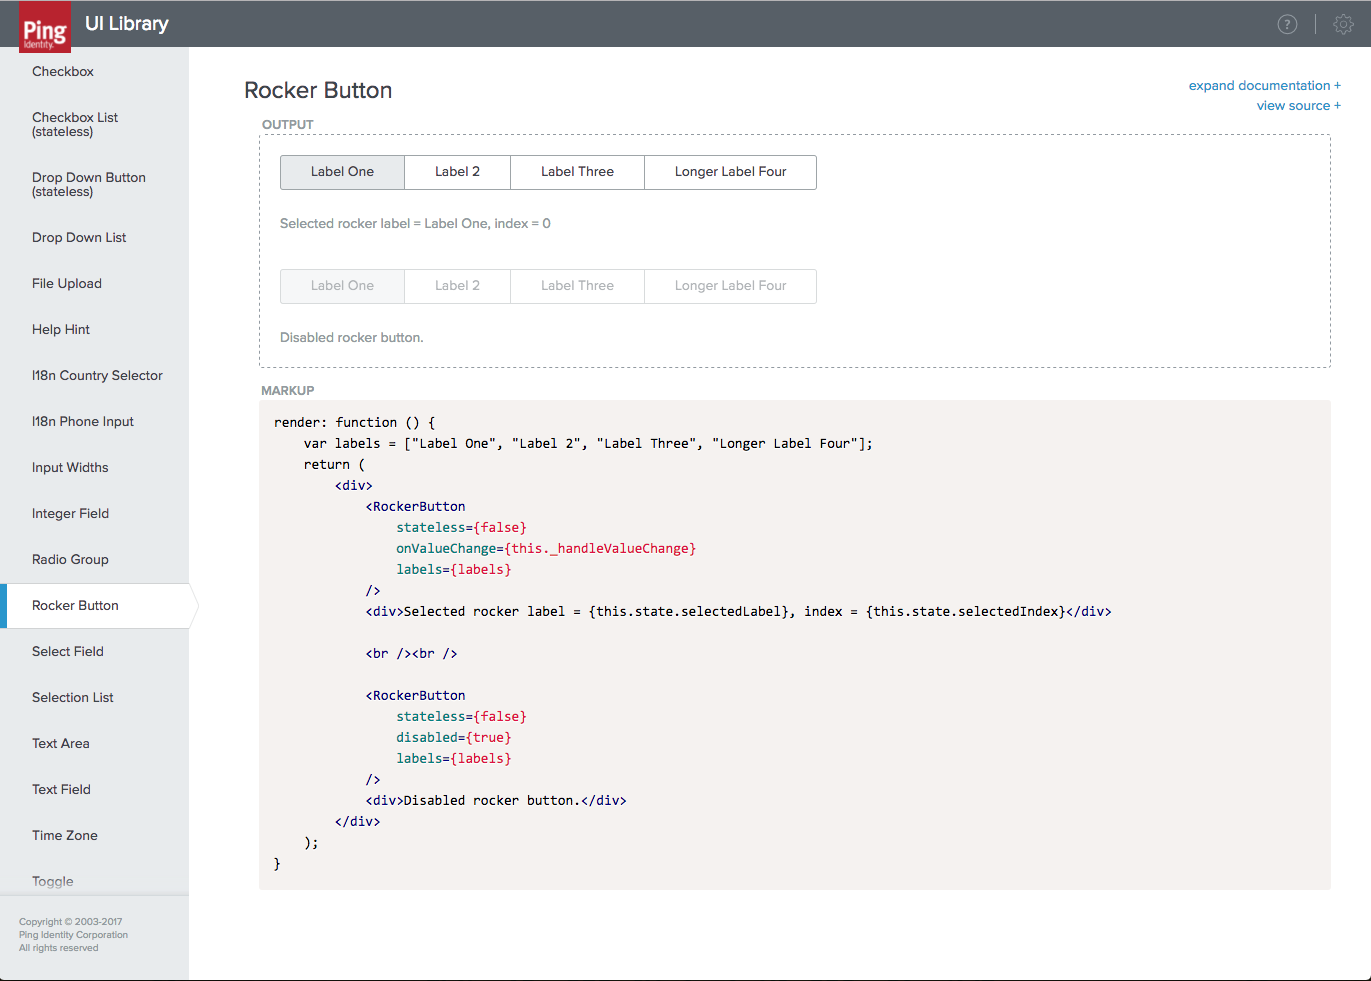 Ping
Identity.
UI Library
?
Checkbox
Checkbox List
(stateless)
Drop Down Button
(stateless)
Drop Down List
File Upload
Help Hint
I18n Country Selector
I18n Phone Input
Input Widths
Integer Field
Radio Group
Rocker Button
Select Field
Selection List
Text Area
Text Field
Time Zone
Toggle
Copyright © 2003-2017
Ping Identity Corporation
All rights reserved
Rocker Button
expand documentation +
view source +
OUTPUT
Label One Label 2 Label Three Longer Label Four
Selected rocker label = Label One, index = 0
Label One Label 2 Label Three Longer Label Four
Disabled rocker button.
MARKUP
render: function () {
    var labels = ["Label One", "Label 2", "Label Three", "Longer Label Four"];
    return (
        <div>
            <RockerButton
                stateless={false}
                onValueChange={this._handleValueChange}
                labels={labels}
            />
            <div>Selected rocker label = {this.state.selectedLabel}, index = {this.state.selectedIndex}</div>
            <br /><br />
            <RockerButton
                stateless={false}
                disabled={true}
                labels={labels}
            />
            <div>Disabled rocker button.</div>
        </div>
    );
}